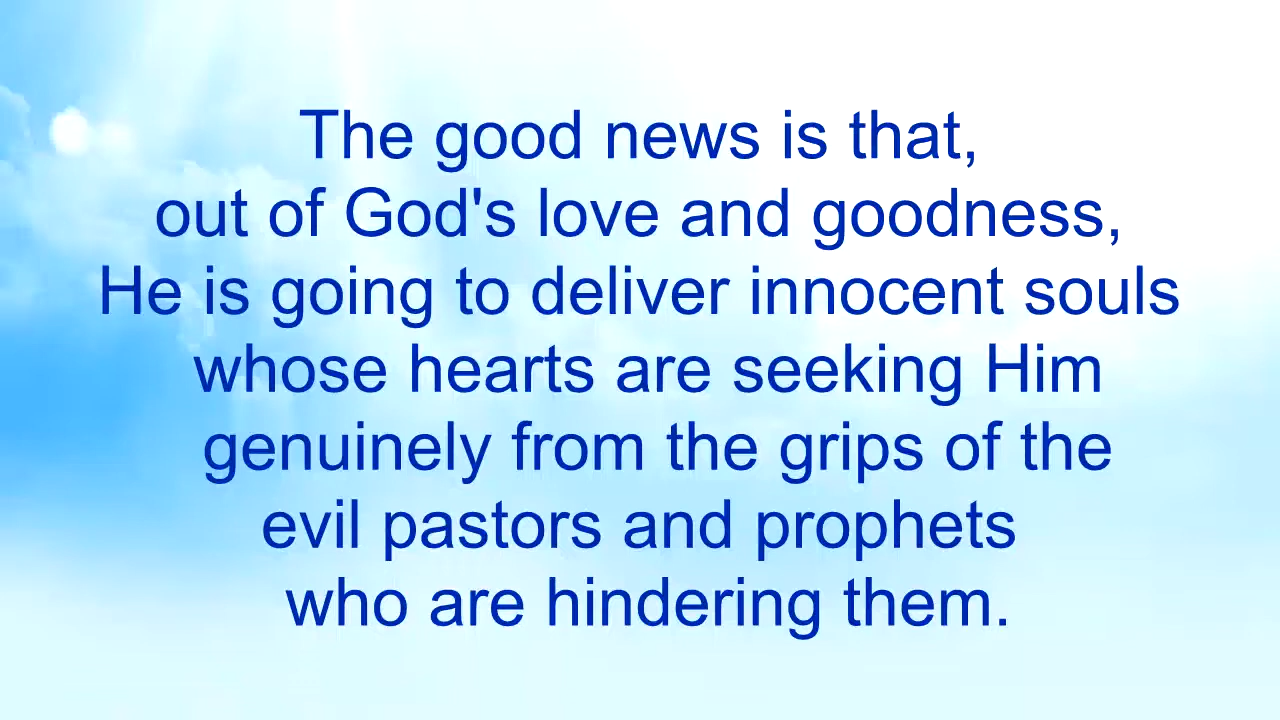 The good news is that,
out of God's love and goodness,
He is going to deliver innocent souls
whose hearts are seeking Him
genuinely from the grips of the
evil pastors and prophets
who are hindering them.